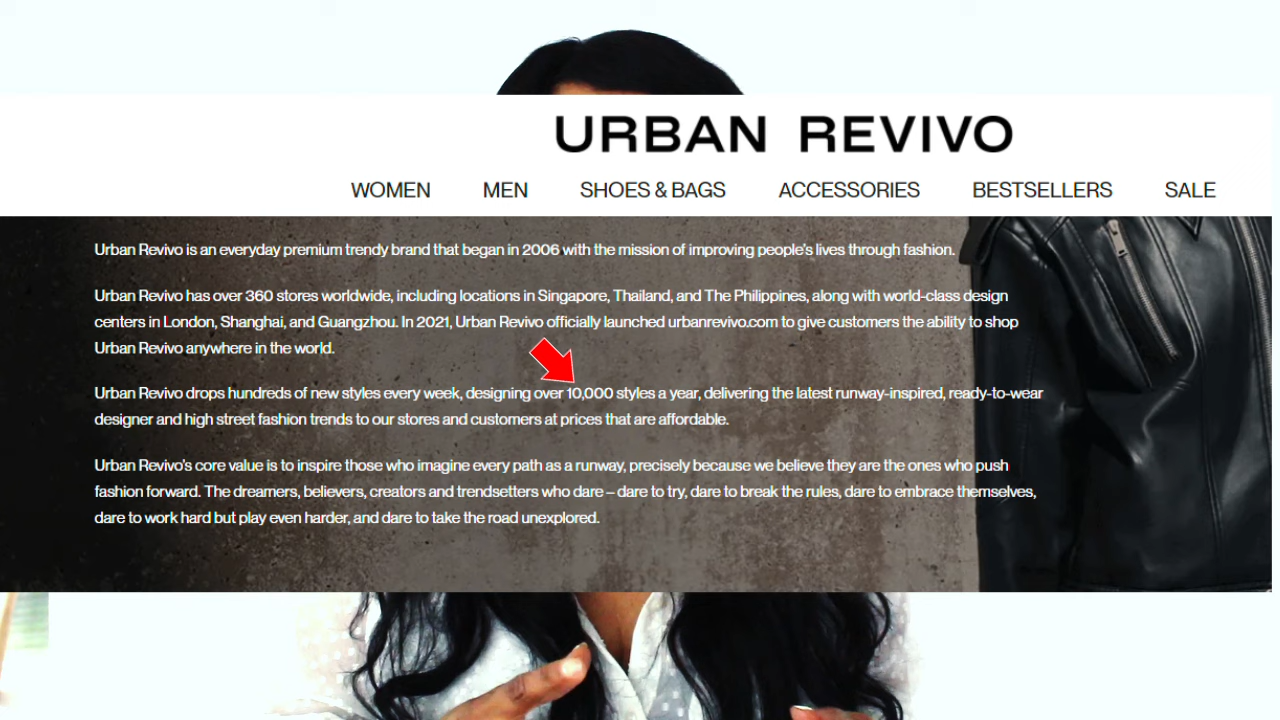 URBAN REVIVO
WOMEN MEN SHOES & BAGS ACCESSORIES BESTSELLERS SALE
Urban Revivo is an everyday premium trendy brand that began in 2006 with the mission of improving people's lives through fashion.
Urban Revivo has over 360 stores worldwide, including locations in Singapore, Thailand, and The Philippines, along with world-class design
centers in London, Shanghai, and Guangzhou. In 2021, Urban Revivo officially launched urbanrevivo.com to give customers the ability to shop
Urban Revivo anywhere in the world.
Urban Revivo drops hundreds of new styles every week, designing over 10,000 styles a year, delivering the latest runway-inspired, ready-to-wear
designer and high street fashion trends to our stores and customers at prices that are affordable.
Urban Revivo's core value is to inspire those who imagine every path as a runway, precisely because we believe they are the ones who push
fashion forward. The dreamers, believers, creators and trendsetters who dare – dare to try, dare to break the rules, dare to embrace themselves,
dare to work hard but play even harder, and dare to take the road unexplored.